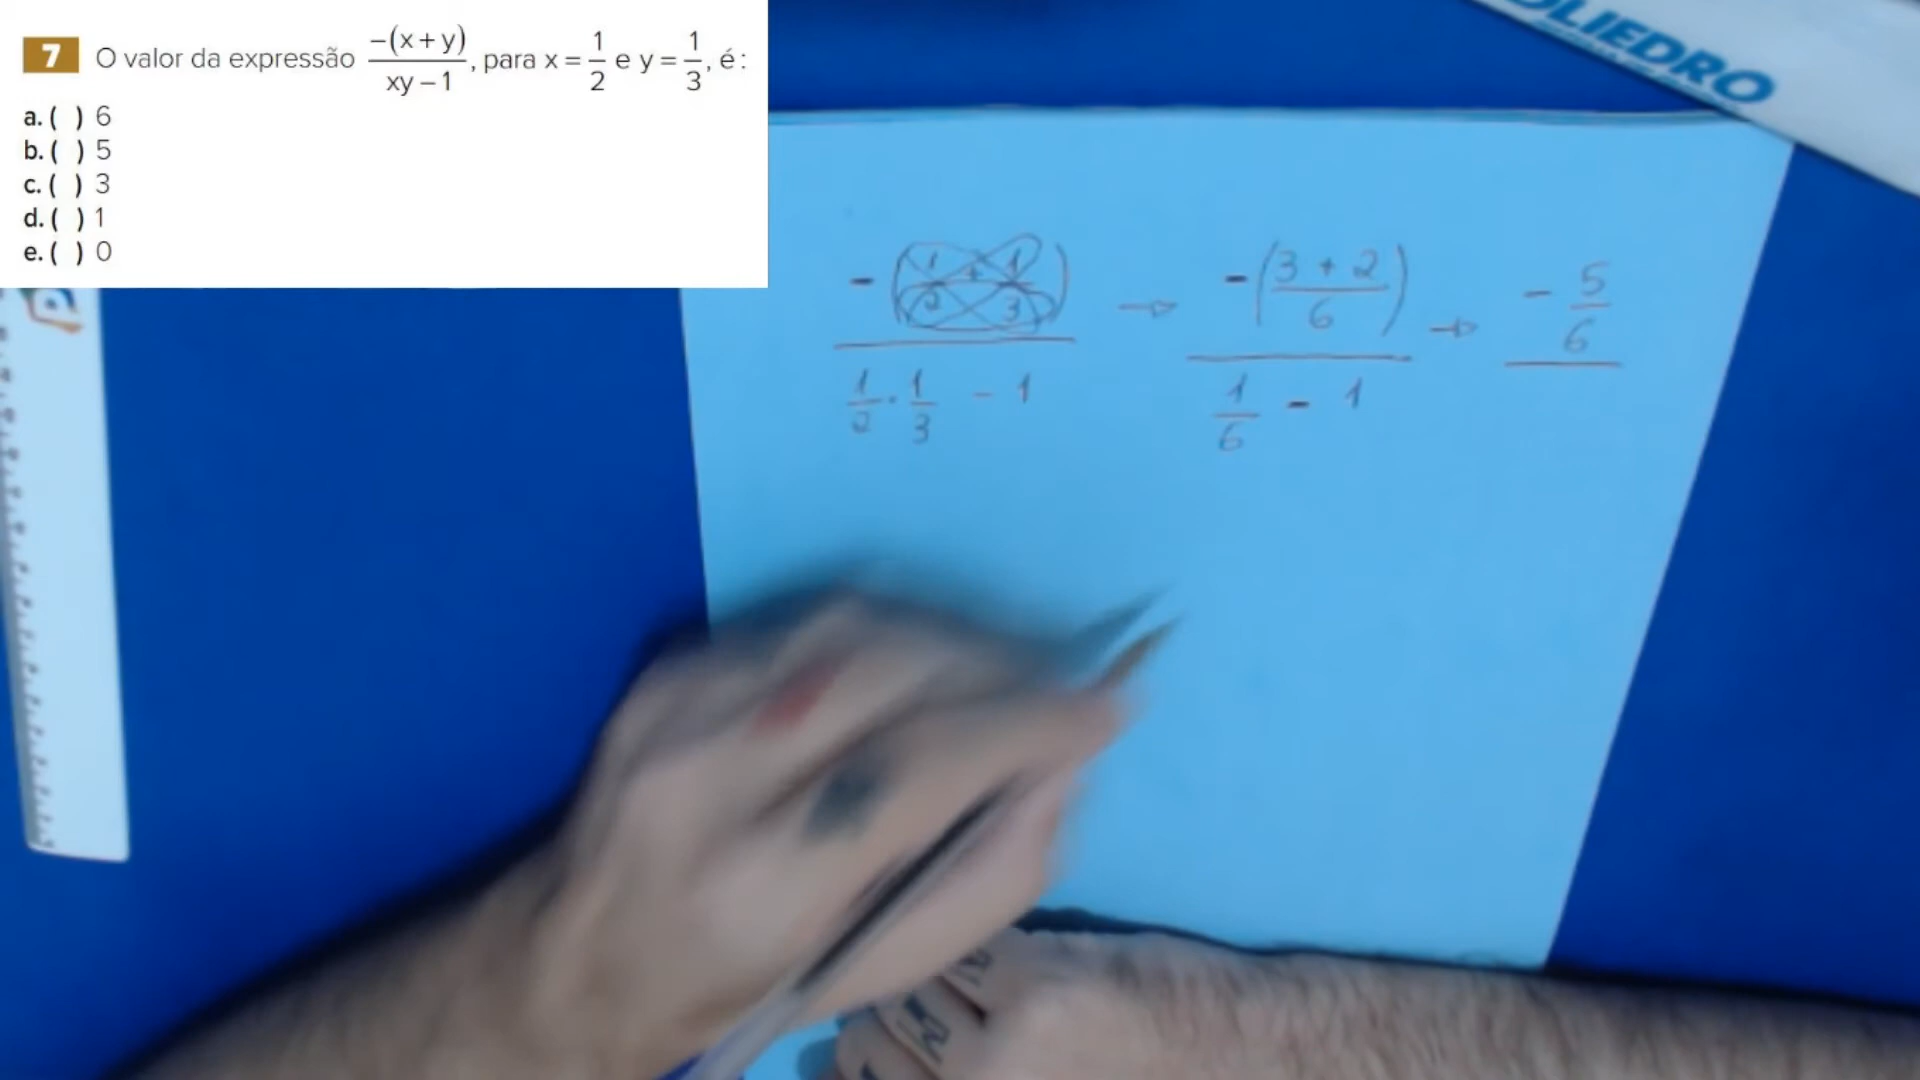 7 O valor da expressão -(x+y)/(xy-1), para x = 1/2 e y = 1/3, é:
a. ( ) 6
b. ( ) 5
c. ( ) 3
d. ( ) 1
e. ( ) 0
OLIEDRO
-(1/2 + 1/3) → -((3 + 2)/6) → -5/6
1/2 · 1/3 - 1   1/6 - 1